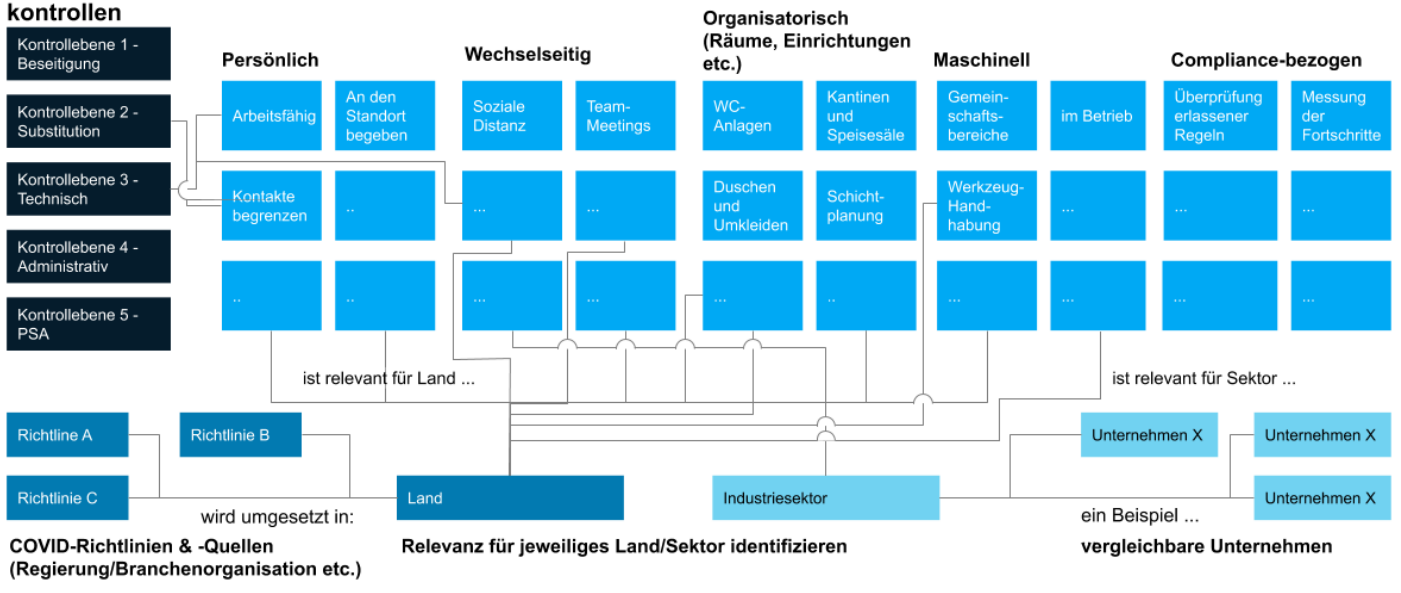 kontrollen
Kontrollebene 1 -
Beseitigung
Kontrollebene 2 -
Substitution
Kontrollebene 3 -
Technisch
Kontrollebene 4 -
Administrativ
Kontrollebene 5 -
PSA
Persönlich
Wechselseitig
Organisatorisch
(Räume, Einrichtungen
etc.)
Maschinell
Compliance-bezogen
Arbeitsfähig
An den
Standort
begeben
Soziale
Distanz
Team-
Meetings
WC-
Anlagen
Kantinen
und
Speisesäle
Gemein-
schafts-
bereiche
im Betrieb
Überprüfung
erlassener
Regeln
Messung
der
Fortschritte
Kontakte
begrenzen
..
...
...
Duschen
und
Umkleiden
Schicht-
planung
Werkzeug-
Hand-
habung
...
...
...
..
..
...
...
...
..
...
...
...
...
ist relevant für Land ...
ist relevant für Sektor ...
Richtline A
Richtlinie B
Richtlinie C
wird umgesetzt in:
Land
Industriesektor
Unternehmen X
Unternehmen X
Unternehmen X
ein Beispiel ...
COVID-Richtlinien & -Quellen
(Regierung/Branchenorganisation etc.)
Relevanz für jeweiliges Land/Sektor identifizieren
vergleichbare Unternehmen